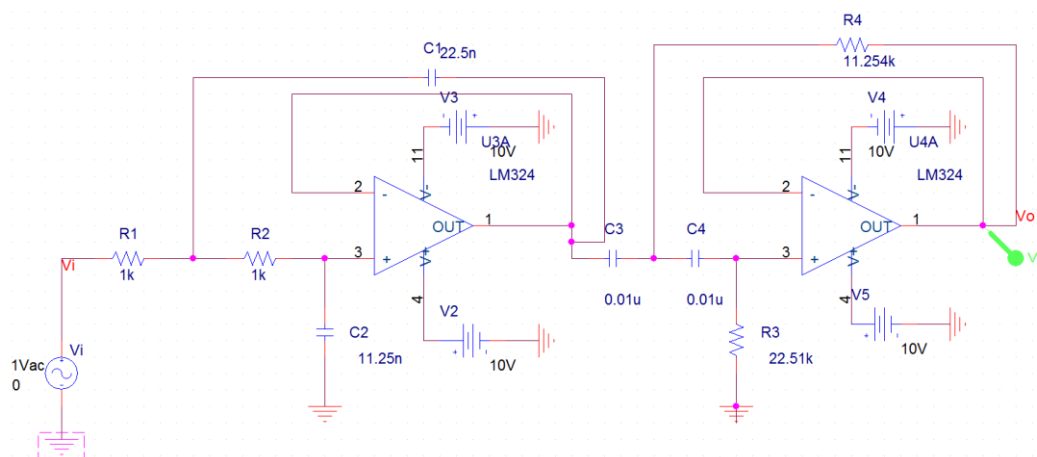 C1
22.5n
R4
11.254k
V3
-
+
U3A
10V
11
LM324
V4
-
+
U4A
10V
11
LM324
2
-
V-
OUT
1
3
+
V+
4
2
-
V-
OUT
1
3
+
V+
4
Vo
V
R1
1k
R2
1k
Vi
C3
0.01u
C4
0.01u
C2
11.25n
V2
+
-
10V
R3
22.51k
V5
+
-
10V
Vi
1Vac
0
+
-